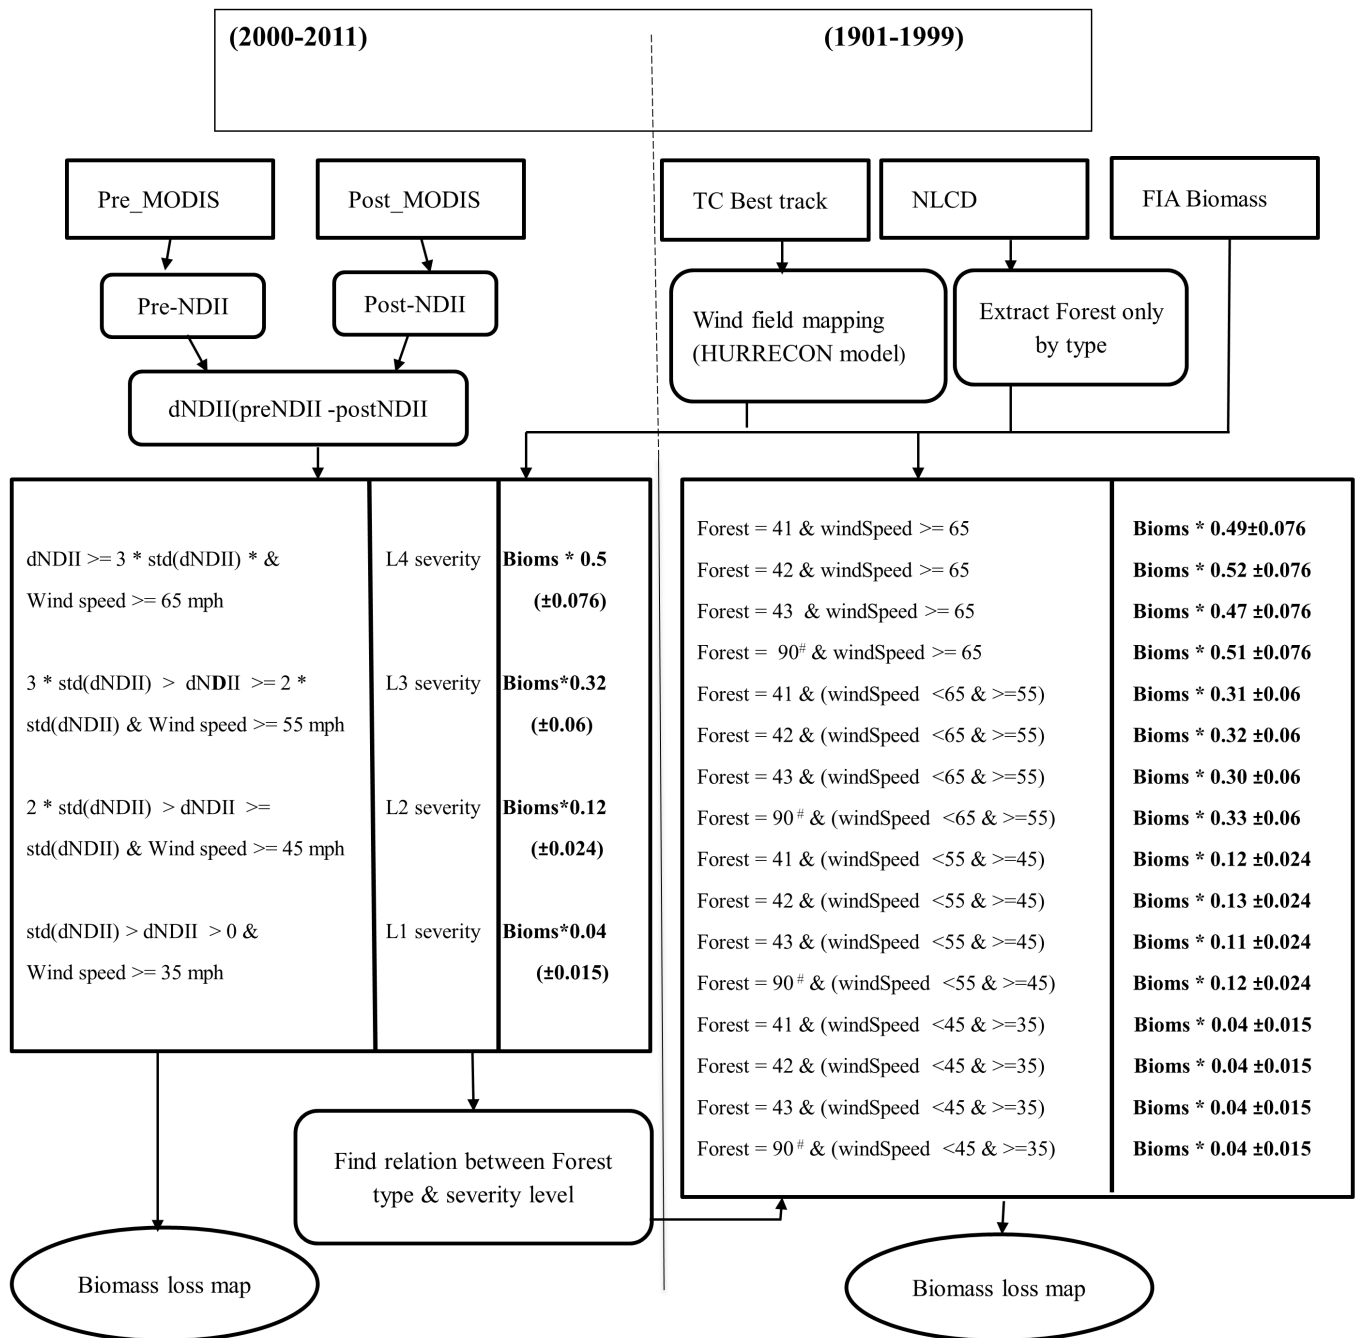 (2000-2011)
(1901-1999)
Pre_MODIS
Post_MODIS
TC Best track
NLCD
FIA Biomass
Pre-NDII
Post-NDII
Wind field mapping
(HURRECON model)
Extract Forest only
by type
dNDII(preNDII -postNDII
dNDII >= 3 * std(dNDII) * &
Wind speed >= 65 mph
L4 severity
Bioms * 0.5
(±0.076)
3 * std(dNDII) > dNDII >= 2 *
std(dNDII) & Wind speed >= 55 mph
L3 severity
Bioms*0.32
(±0.06)
2 * std(dNDII) > dNDII >=
std(dNDII) & Wind speed >= 45 mph
L2 severity
Bioms*0.12
(±0.024)
std(dNDII) > dNDII > 0 &
Wind speed >= 35 mph
L1 severity
Bioms*0.04
(±0.015)
Forest = 41 & windSpeed >= 65 Bioms * 0.49±0.076
Forest = 42 & windSpeed >= 65 Bioms * 0.52 ±0.076
Forest = 43 & windSpeed >= 65 Bioms * 0.47 ±0.076
Forest = 90# & windSpeed >= 65 Bioms * 0.51 ±0.076
Forest = 41 & (windSpeed <65 & >=55) Bioms * 0.31 ±0.06
Forest = 42 & (windSpeed <65 & >=55) Bioms * 0.32 ±0.06
Forest = 43 & (windSpeed <65 & >=55) Bioms * 0.30 ±0.06
Forest = 90# & (windSpeed <65 & >=55) Bioms * 0.33 ±0.06
Forest = 41 & (windSpeed <55 & >=45) Bioms * 0.12 ±0.024
Forest = 42 & (windSpeed <55 & >=45) Bioms * 0.13 ±0.024
Forest = 43 & (windSpeed <55 & >=45) Bioms * 0.11 ±0.024
Forest = 90# & (windSpeed <55 & >=45) Bioms * 0.12 ±0.024
Forest = 41 & (windSpeed <45 & >=35) Bioms * 0.04 ±0.015
Forest = 42 & (windSpeed <45 & >=35) Bioms * 0.04 ±0.015
Forest = 43 & (windSpeed <45 & >=35) Bioms * 0.04 ±0.015
Forest = 90# & (windSpeed <45 & >=35) Bioms * 0.04 ±0.015
Find relation between Forest
type & severity level
Biomass loss map
Biomass loss map